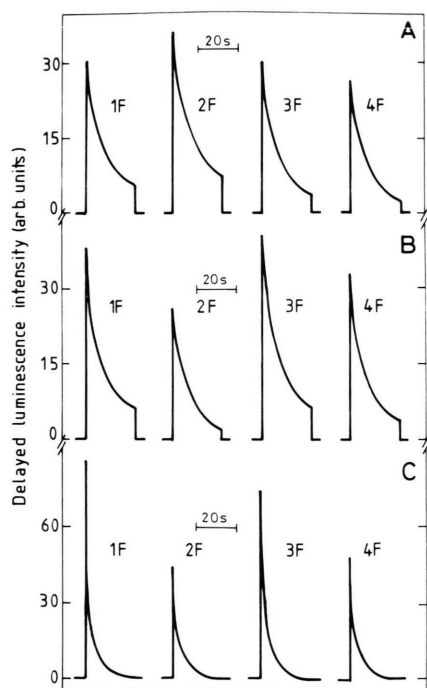 Delayed luminescence intensity (arb. units)
A
20s
30
15
0
1F
2F
3F
4F
B
20s
30
15
0
1F
2F
3F
4F
C
20s
60
30
0
1F
2F
3F
4F